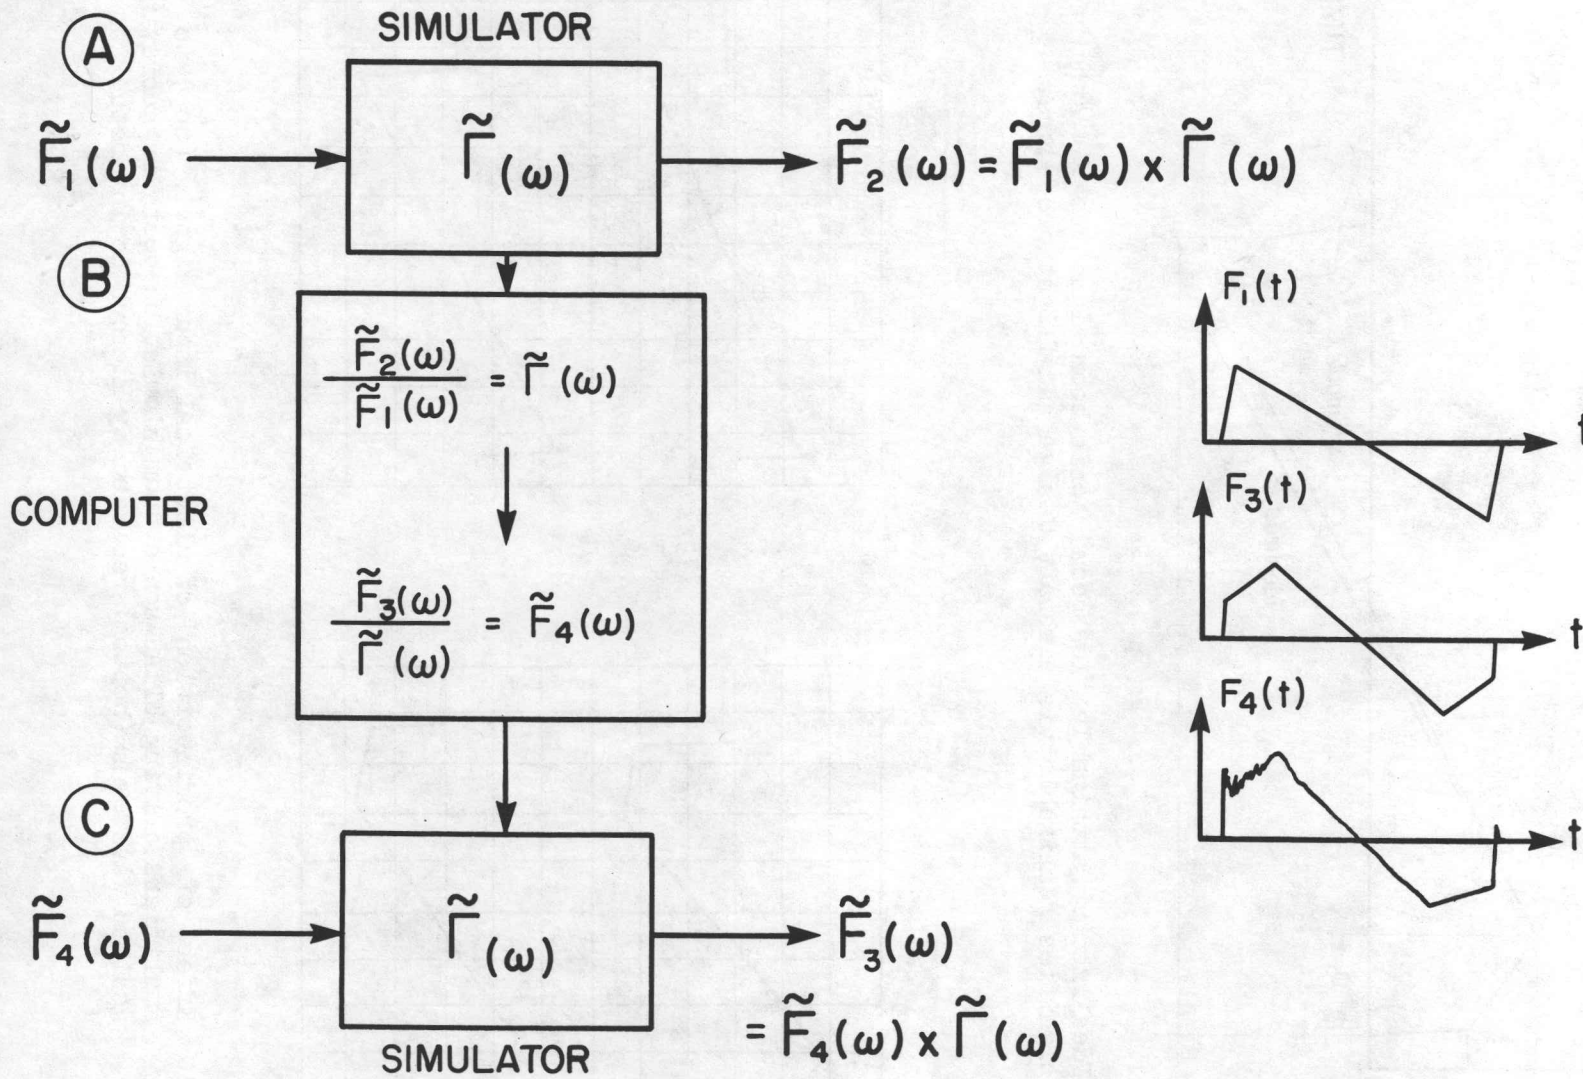 A
SIMULATOR
F̃₁(ω)
Γ̃(ω)
F̃₂(ω) = F̃₁(ω) x Γ̃(ω)
B
COMPUTER
F̃₂(ω)
F̃₁(ω)
= Γ̃(ω)
F̃₃(ω)
Γ̃(ω)
= F̃₄(ω)
F₁(t)
t
F₃(t)
t
F₄(t)
t
C
F̃₄(ω)
Γ̃(ω)
F̃₃(ω)
= F̃₄(ω) x Γ̃(ω)
SIMULATOR